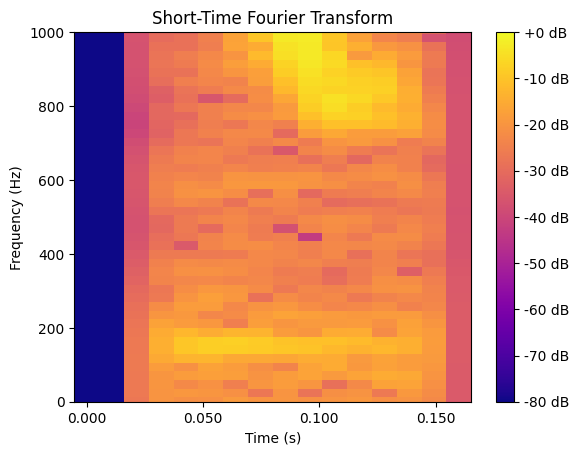 Short-Time Fourier Transform
1000
800
600
400
200
0
Frequency (Hz)
0.000
0.050
0.100
0.150
Time (s)
+0 dB
-10 dB
-20 dB
-30 dB
-40 dB
-50 dB
-60 dB
-70 dB
-80 dB